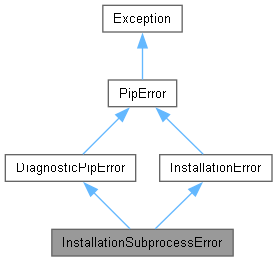 Exception
PipError
DiagnosticPipError
InstallationError
InstallationSubprocessError